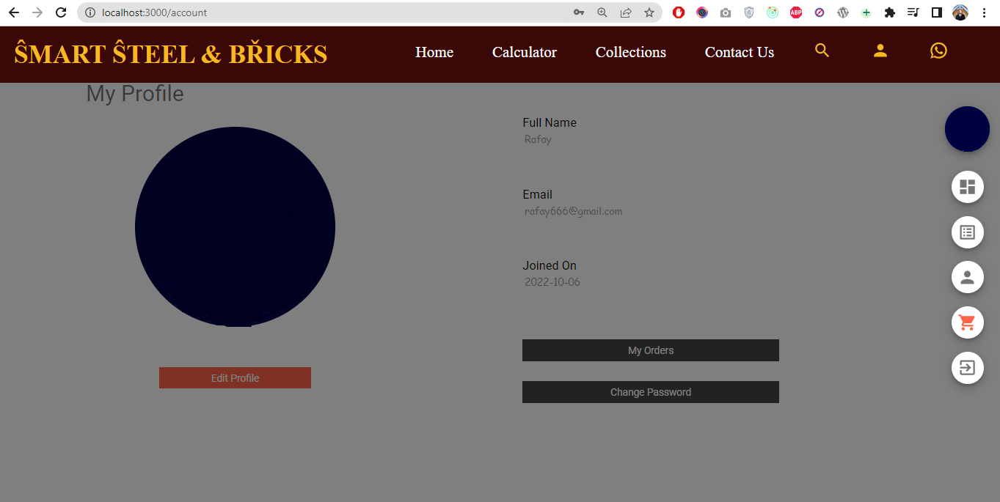 localhost:3000/account
ABP
ŜMART ŜTEEL & BŘICKS
Home
Calculator
Collections
Contact Us
My Profile
Full Name
Rafay
Email
rafay666@gmail.com
Joined On
2022-10-06
My Orders
Edit Profile
Change Password